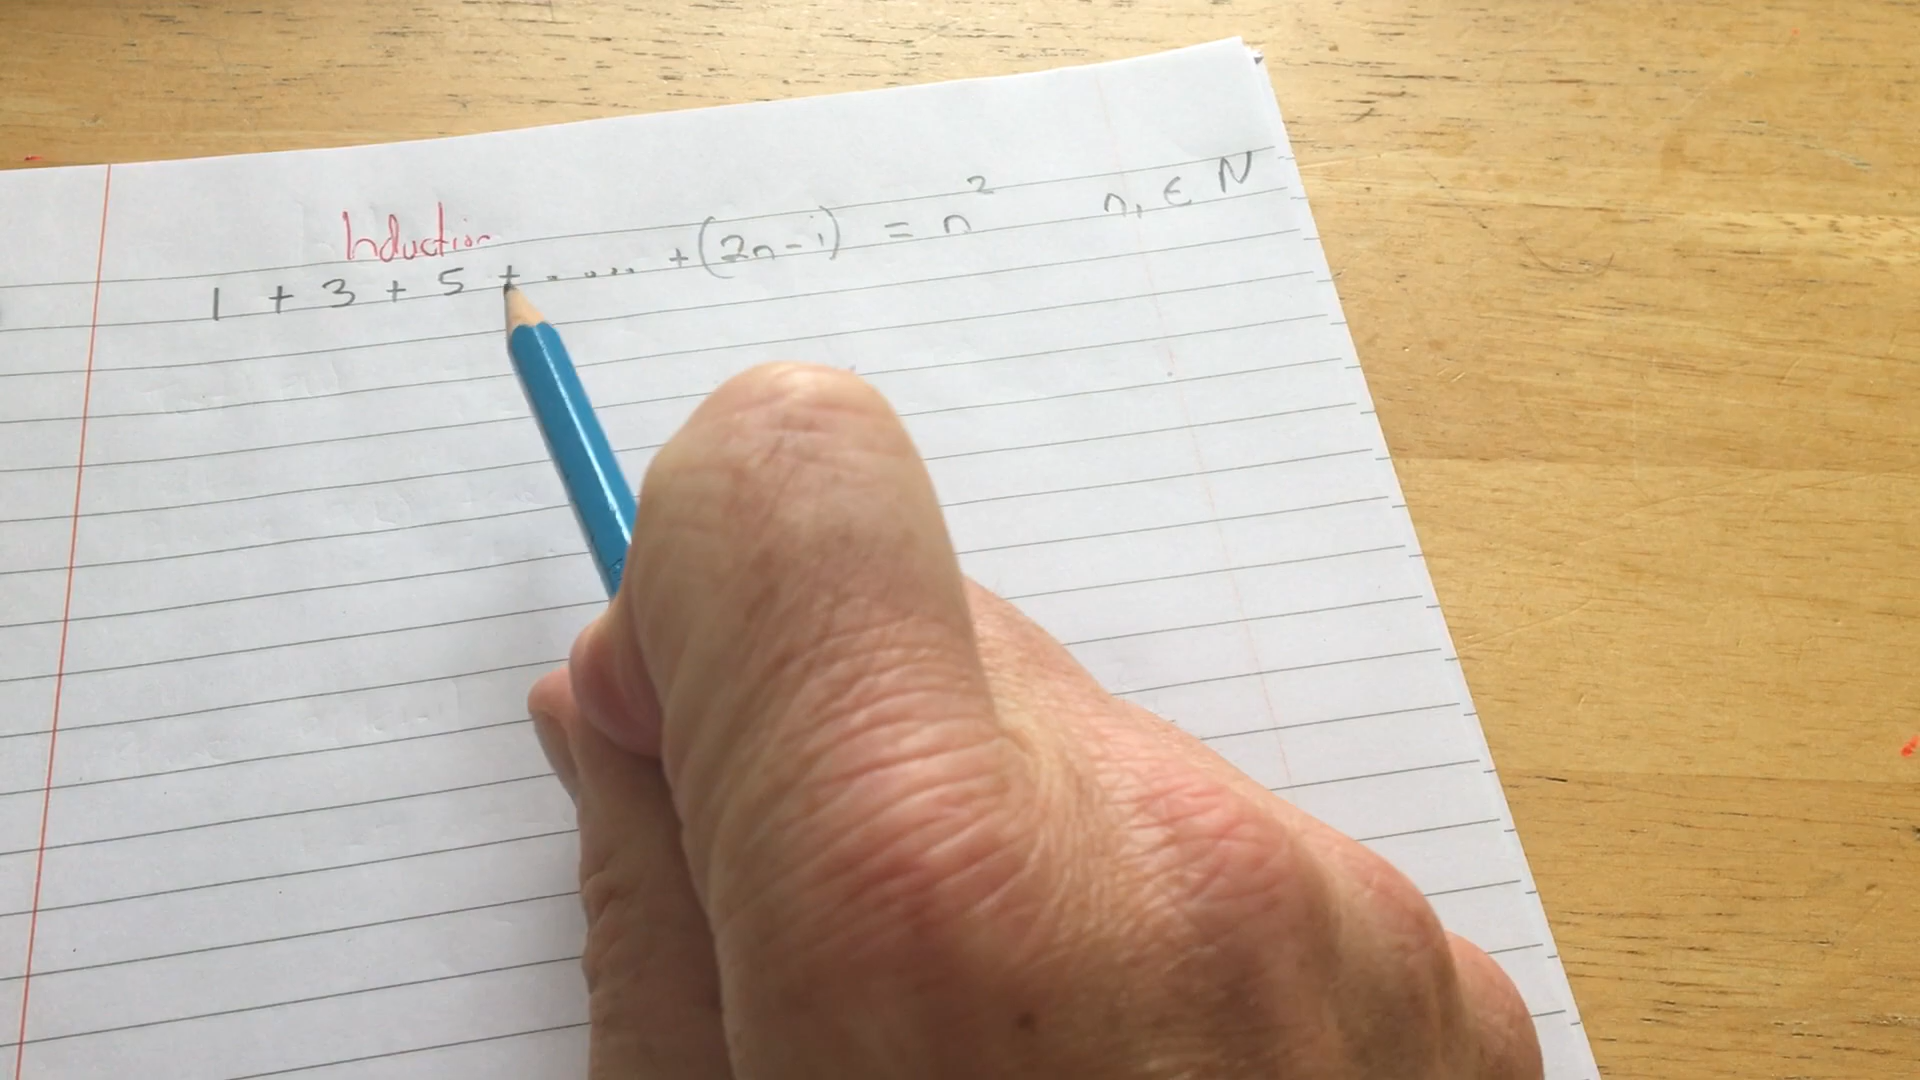 Induction
1 + 3 + 5 + ...... + (2n-1) = n² n, ∈ N